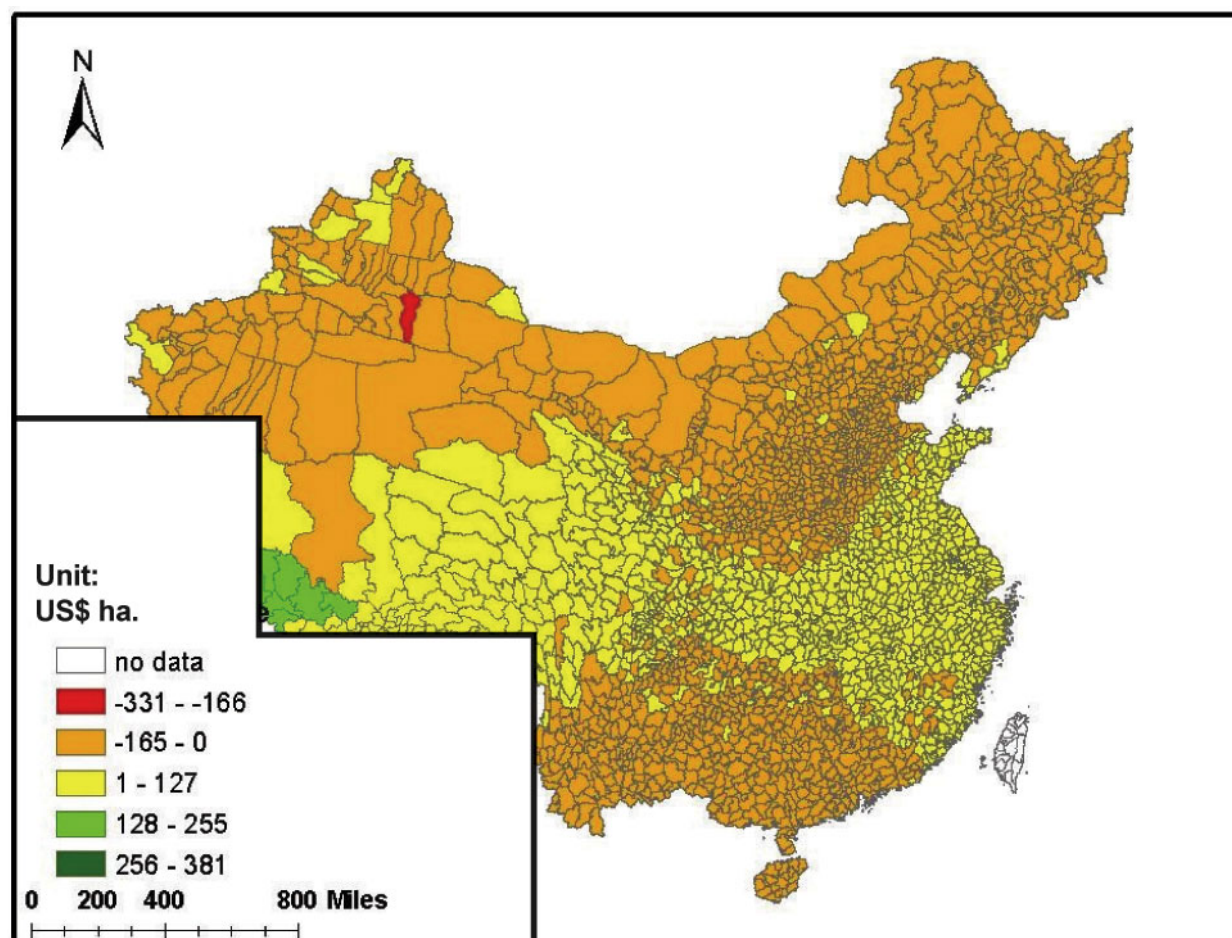 N
Unit:
US$ ha.
no data
-331 - -166
-165 - 0
1 - 127
128 - 255
256 - 381
0 200 400 800 Miles